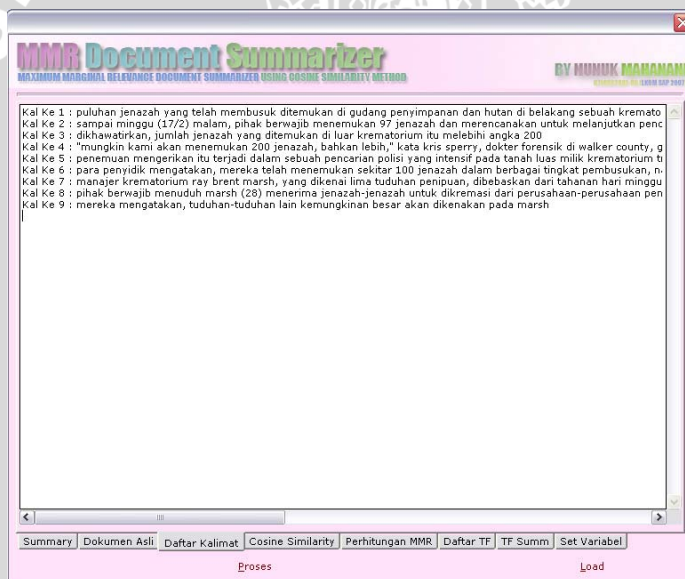 MMR Document Summarizer
MAXIMUM MARGINAL RELEVANCE DOCUMENT SUMMARIZER USING COSINE SIMILARITY METHOD
BY NUNUK MAHANANI
Kal Ke 1 : puluhan jenazah yang telah membusuk ditemukan di gudang penyimpanan dan hutan di belakang sebuah kremato
Kal Ke 2 : sampai minggu (17/2) malam, pihak berwajib menemukan 97 jenazah dan merencanakan untuk melanjutkan penc
Kal Ke 3 : dikhawatirkan, jumlah jenazah yang ditemukan di luar krematorium itu melebihi angka 200
Kal Ke 4 : "mungkin kami akan menemukan 200 jenazah, bahkan lebih," kata kris sperry, dokter forensik di walker county, g
Kal Ke 5 : penemuan mengerikan itu terjadi dalam sebuah pencarian polisi yang intensif pada tanah luas milik krematorium
Kal Ke 6 : para penyidik mengatakan, mereka telah menemukan sekitar 100 jenazah dalam berbagai tingkat pembusukan,
Kal Ke 7 : manajer krematorium ray brent marsh, yang dikenai lima tuduhan penipuan, dibebaskan dari tahanan hari minggu
Kal Ke 8 : pihak berwajib menuduh marsh (28) menerima jenazah-jenazah untuk dikremasi dari perusahaan-perusahaan pen
Kal Ke 9 : mereka mengatakan, tuduhan-tuduhan lain kemungkinan besar akan dikenakan pada marsh
Summary Dokumen Asli Daftar Kalimat Cosine Similarity Perhitungan MMR Daftar TF TF Summ Set Variabel
Proses Load